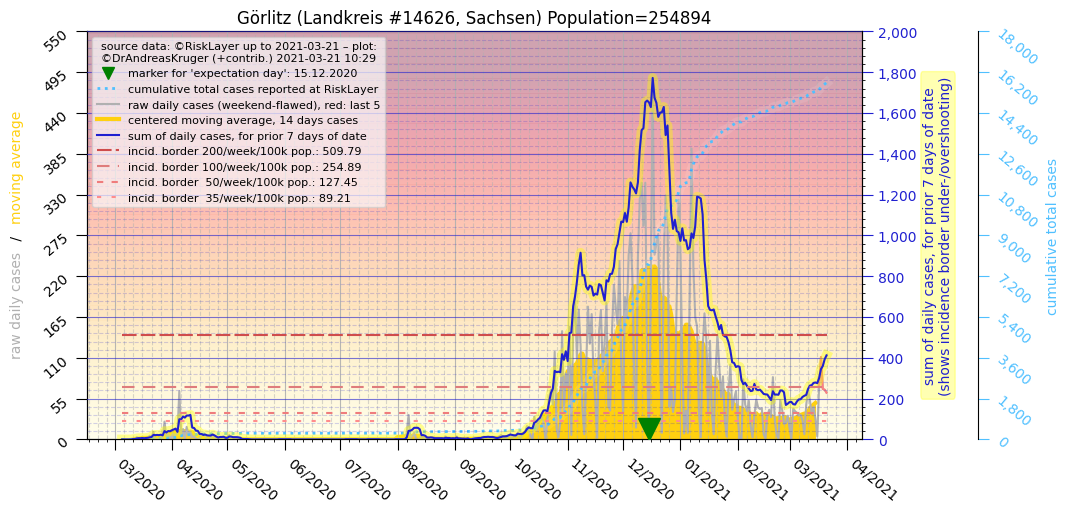 Görlitz (Landkreis #14626, Sachsen) Population=254894
source data: ©RiskLayer up to 2021-03-21 – plot:
©DrAndreasKruger (+contrib.) 2021-03-21 10:29
marker for 'expectation day': 15.12.2020
cumulative total cases reported at RiskLayer
raw daily cases (weekend-flawed), red: last 5
centered moving average, 14 days cases
sum of daily cases, for prior 7 days of date
incid. border 200/week/100k pop.: 509.79
incid. border 100/week/100k pop.: 254.89
incid. border  50/week/100k pop.: 127.45
incid. border  35/week/100k pop.: 89.21
raw daily cases / moving average
550
495
440
385
330
275
220
165
110
55
0
03/2020
04/2020
05/2020
06/2020
07/2020
08/2020
09/2020
10/2020
11/2020
12/2020
01/2021
02/2021
03/2021
04/2021
2,000
1,800
1,600
1,400
1,200
1,000
800
600
400
200
0
sum of daily cases, for prior 7 days of date
(shows incidence border under-/overshooting)
18,000
16,200
14,400
12,600
10,800
9,000
7,200
5,400
3,600
1,800
0
cumulative total cases